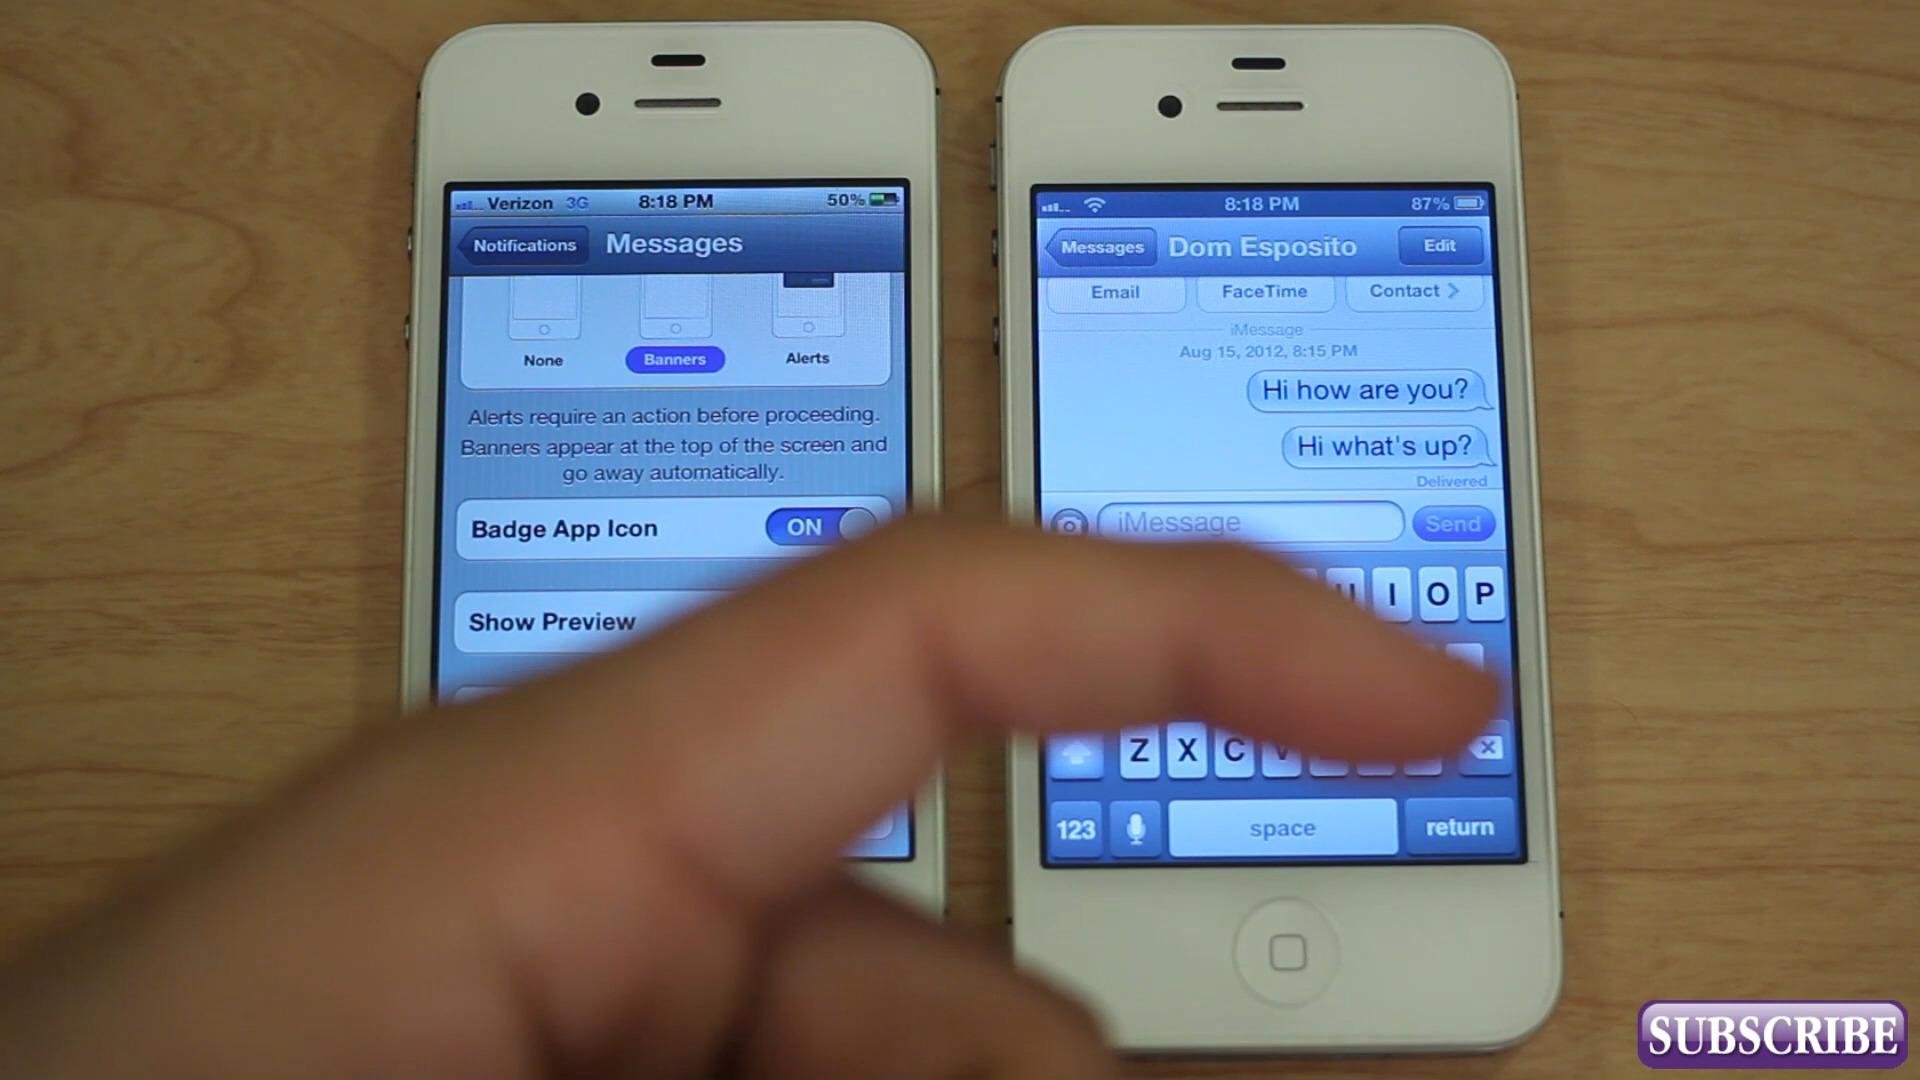 Verizon 3G 8:18 PM 50%
Notifications Messages
None Banners Alerts
Alerts require an action before proceeding.
Banners appear at the top of the screen and
go away automatically.
Badge App Icon ON
Show Preview
8:18 PM 87%
Messages Dom Esposito Edit
Email FaceTime Contact
iMessage
Aug 15, 2012, 8:15 PM
Hi how are you?
Hi what's up?
Delivered
iMessage Send
I O P
Z X C V
123 space return
SUBSCRIBE